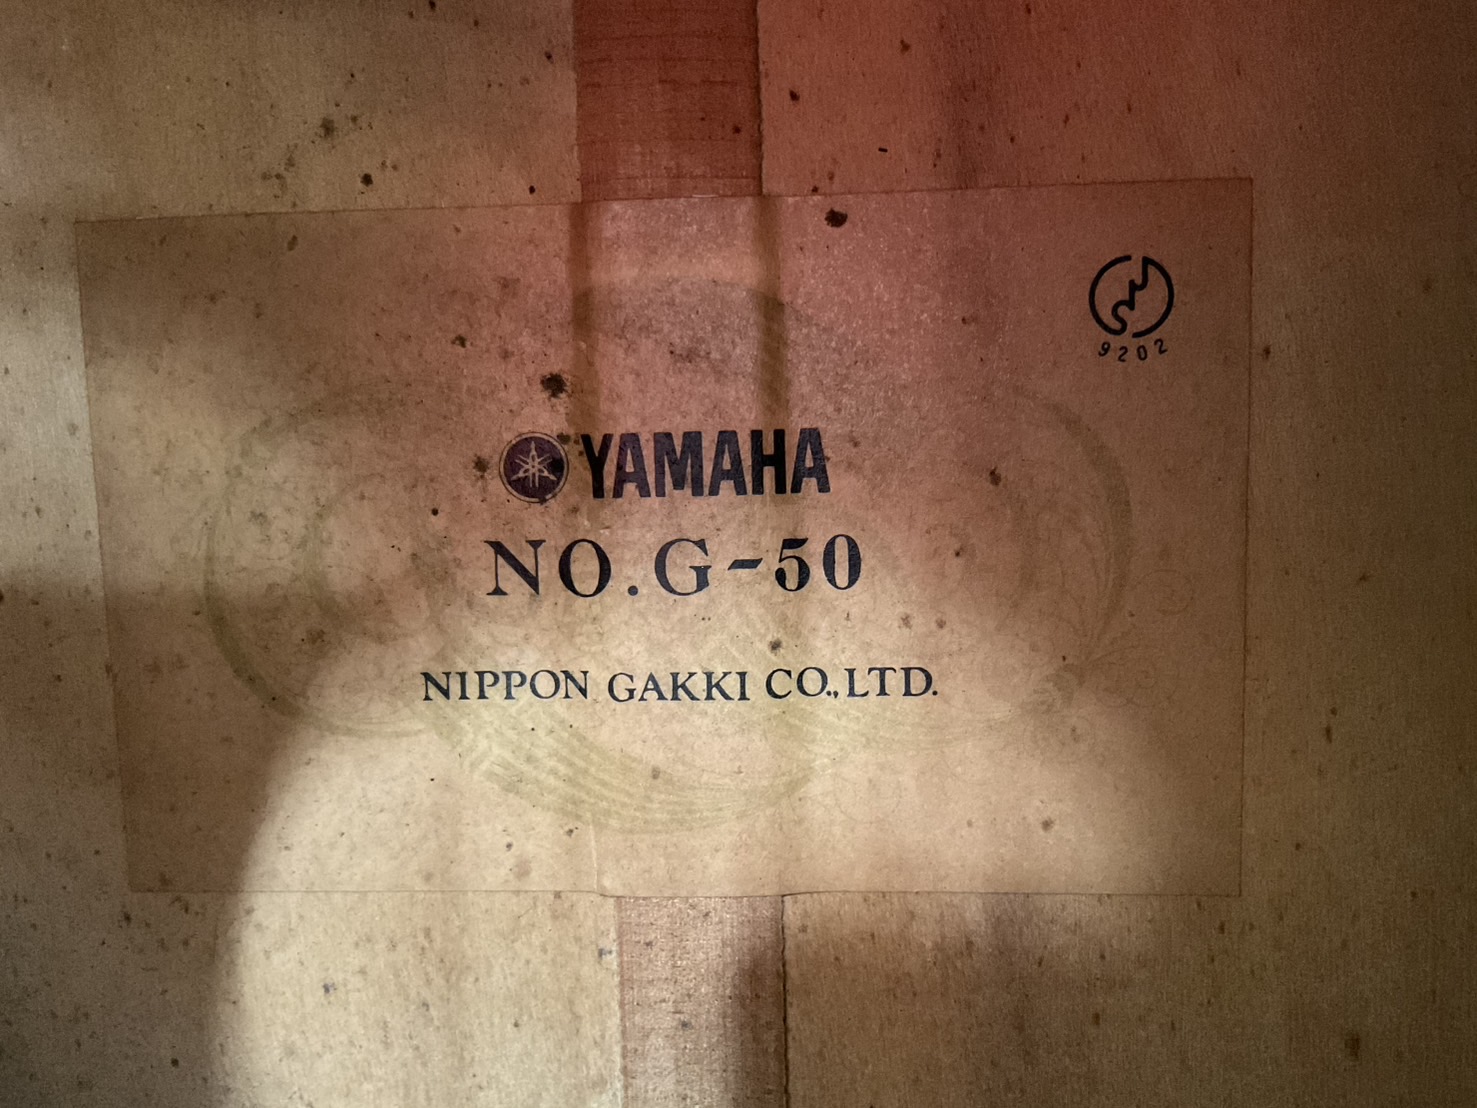 9202
YAMAHA
NO. G-50
NIPPON GAKKI CO., LTD.